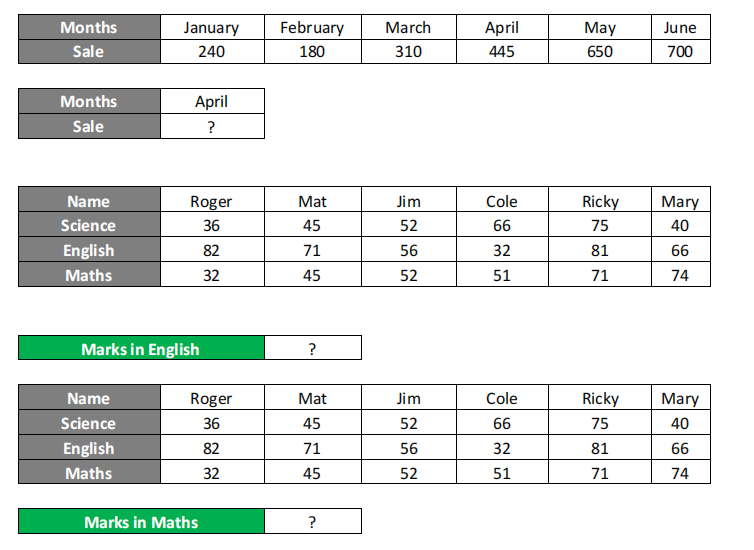 Months January February March April May June
Sale 240 180 310 445 650 700
Months April
Sale ?
Name Roger Mat Jim Cole Ricky Mary
Science 36 45 52 66 75 40
English 82 71 56 32 81 66
Maths 32 45 52 51 71 74
Marks in English ?
Name Roger Mat Jim Cole Ricky Mary
Science 36 45 52 66 75 40
English 82 71 56 32 81 66
Maths 32 45 52 51 71 74
Marks in Maths ?